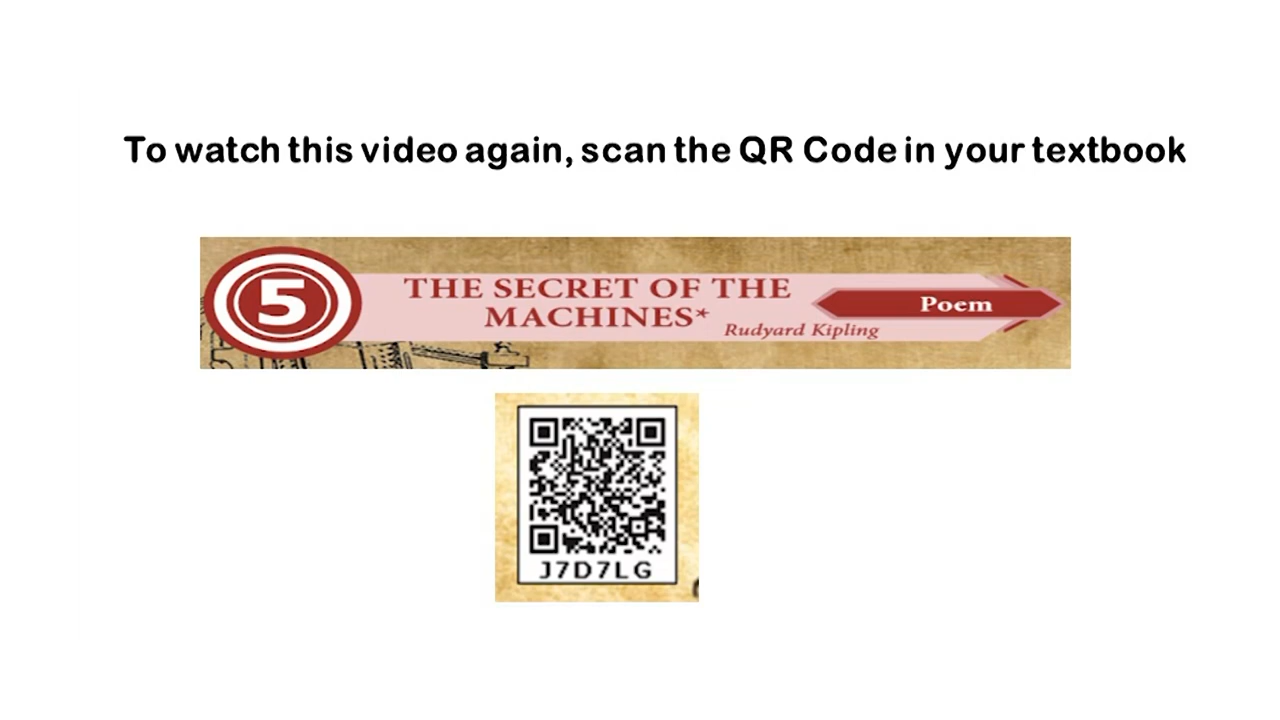 To watch this video again, scan the QR Code in your textbook
5
THE SECRET OF THE
MACHINES*
Poem
Rudyard Kipling
J7D7LG